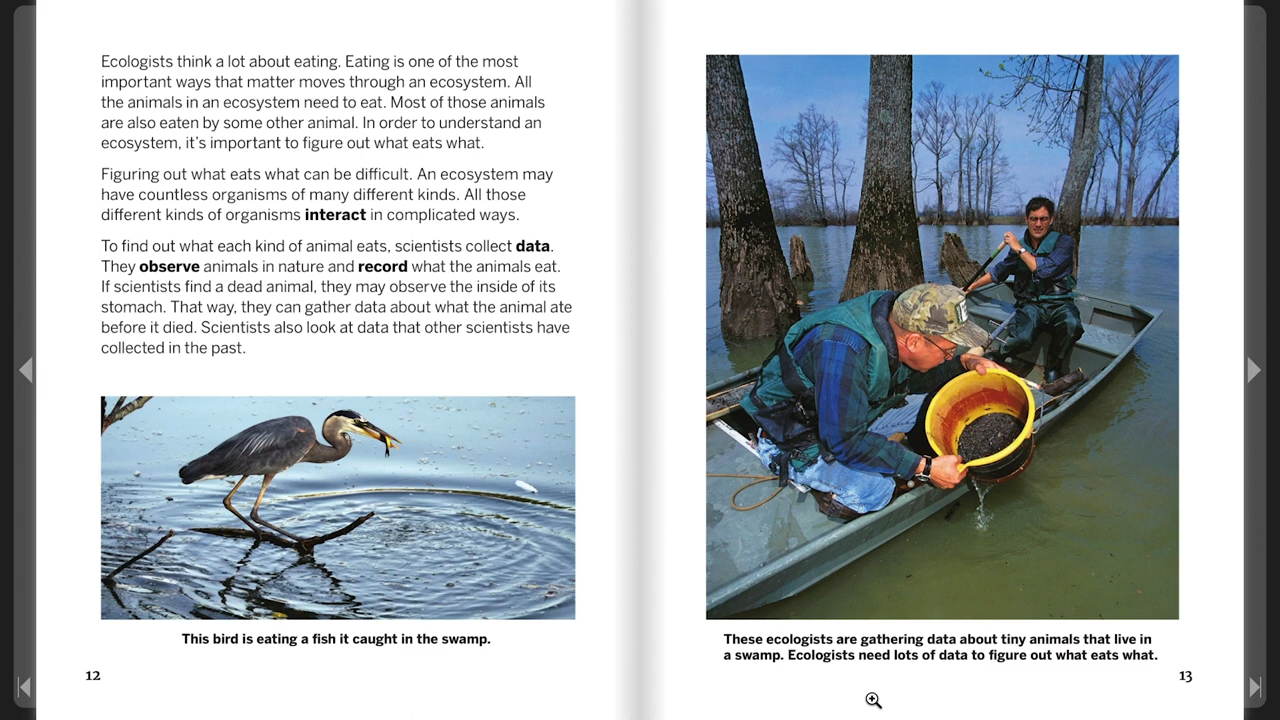 Ecologists think a lot about eating. Eating is one of the most
important ways that matter moves through an ecosystem. All
the animals in an ecosystem need to eat. Most of those animals
are also eaten by some other animal. In order to understand an
ecosystem, it's important to figure out what eats what.
Figuring out what eats what can be difficult. An ecosystem may
have countless organisms of many different kinds. All those
different kinds of organisms interact in complicated ways.
To find out what each kind of animal eats, scientists collect data.
They observe animals in nature and record what the animals eat.
If scientists find a dead animal, they may observe the inside of its
stomach. That way, they can gather data about what the animal ate
before it died. Scientists also look at data that other scientists have
collected in the past.
This bird is eating a fish it caught in the swamp.
12
These ecologists are gathering data about tiny animals that live in
a swamp. Ecologists need lots of data to figure out what eats what.
13